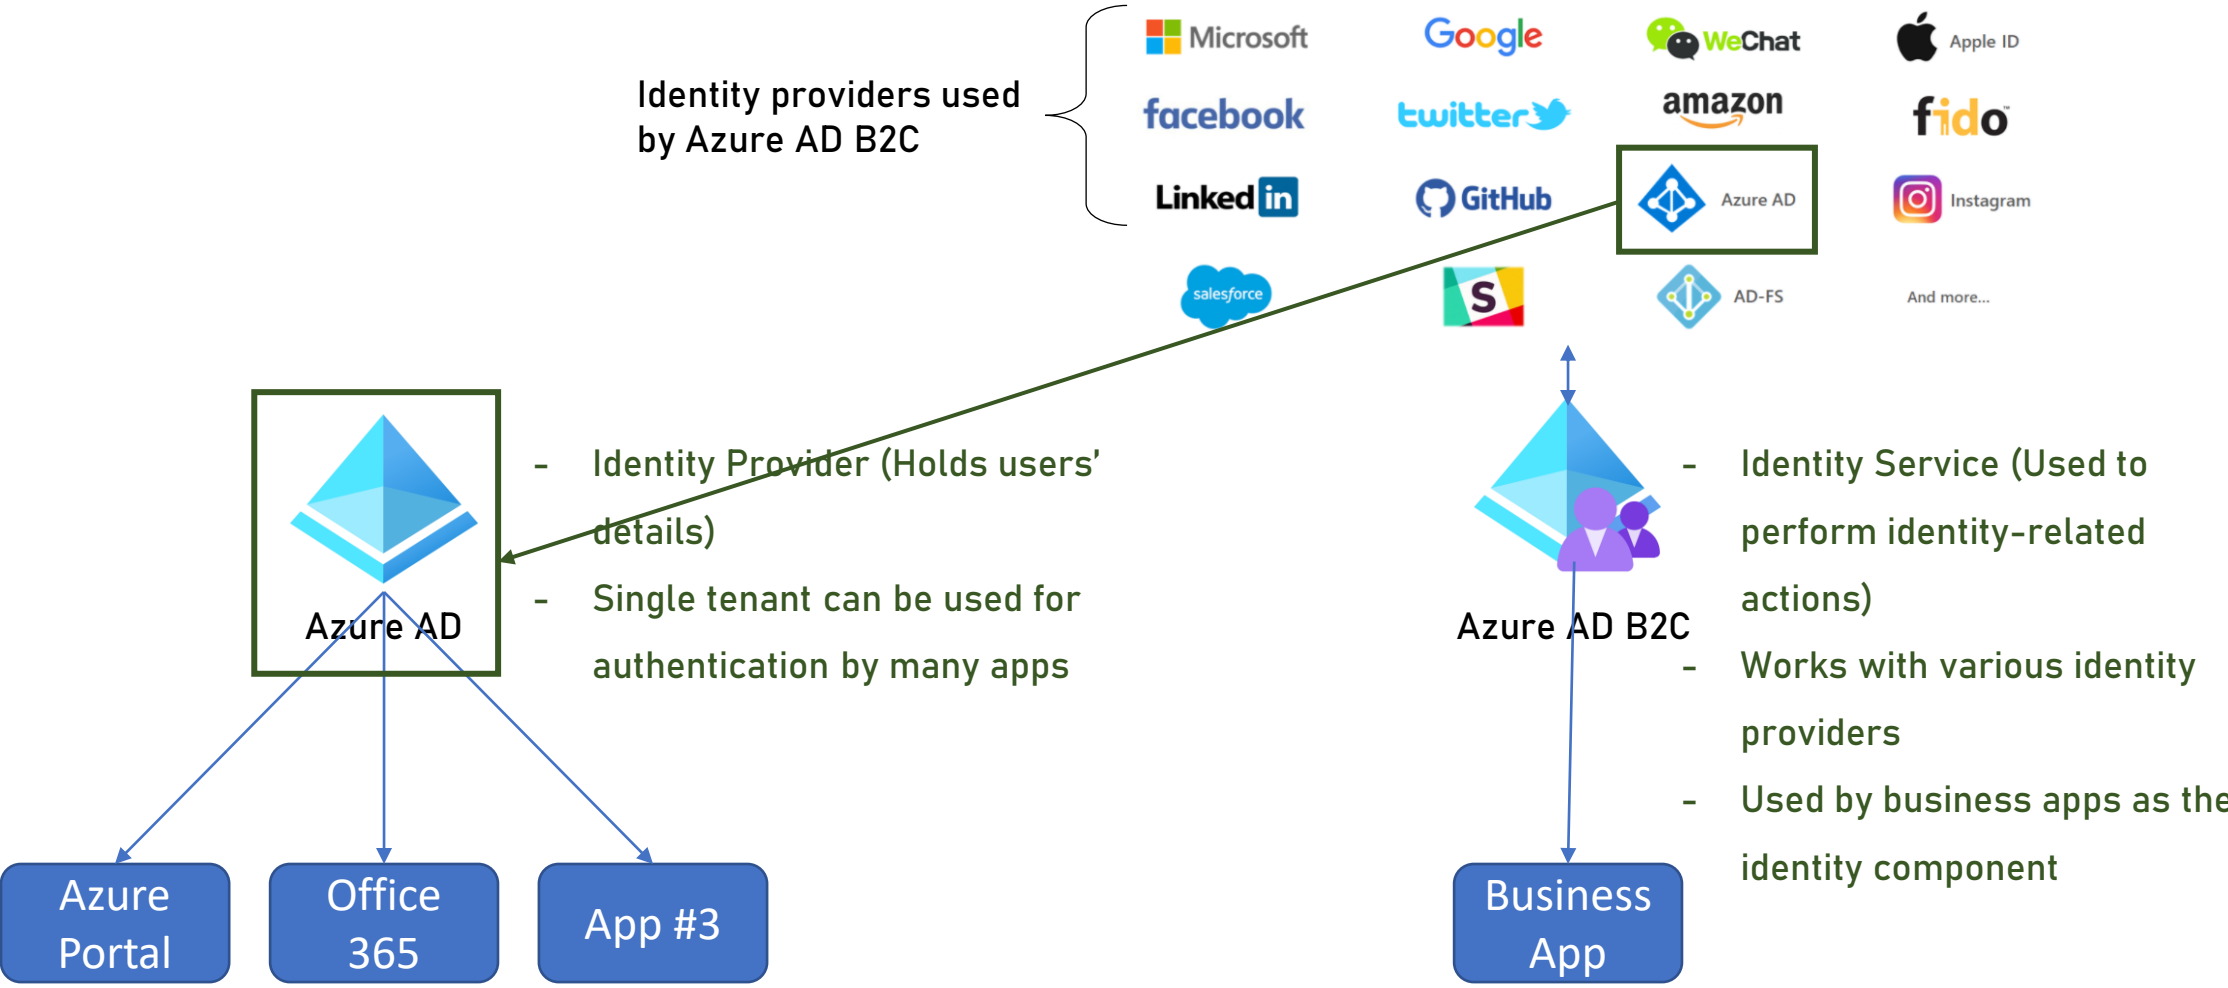 Microsoft
Google
WeChat
Apple ID
Identity providers used
by Azure AD B2C
facebook
twitter
amazon
fido™
Linked in
GitHub
Azure AD
Instagram
salesforce
S
AD-FS
And more...
- Identity Provider (Holds users’
details)
- Single tenant can be used for
authentication by many apps
Azure AD
- Identity Service (Used to
perform identity-related
actions)
- Works with various identity
providers
- Used by business apps as the
identity component
Azure AD B2C
Azure
Portal
Office
365
App #3
Business
App